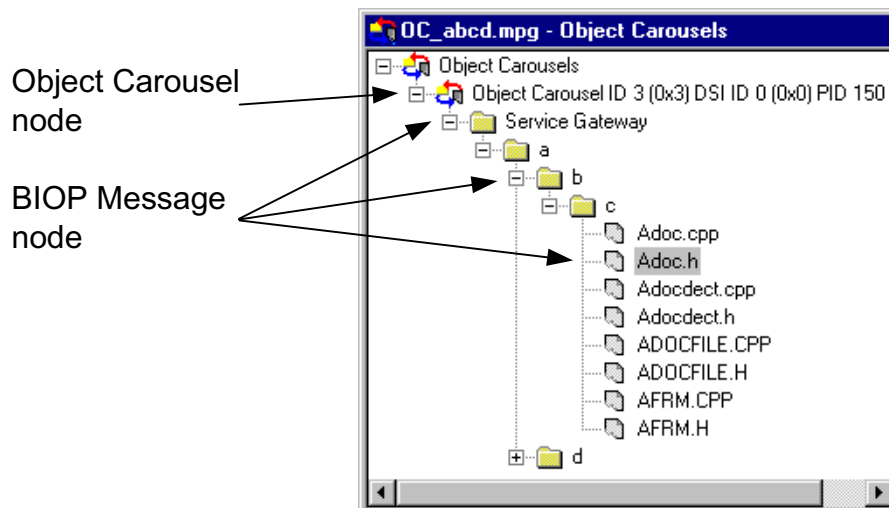 OC_abcd.mpg - Object Carousels
Object Carousels
Object Carousel ID 3 (0x3) DSI ID 0 (0x0) PID 150
Service Gateway
a
b
c
Adoc.cpp
Adoc.h
Adocdect.cpp
Adocdect.h
ADOCFILE.CPP
ADOCFILE.H
AFRM.CPP
AFRM.H
d
Object Carousel
node
BIOP Message
node